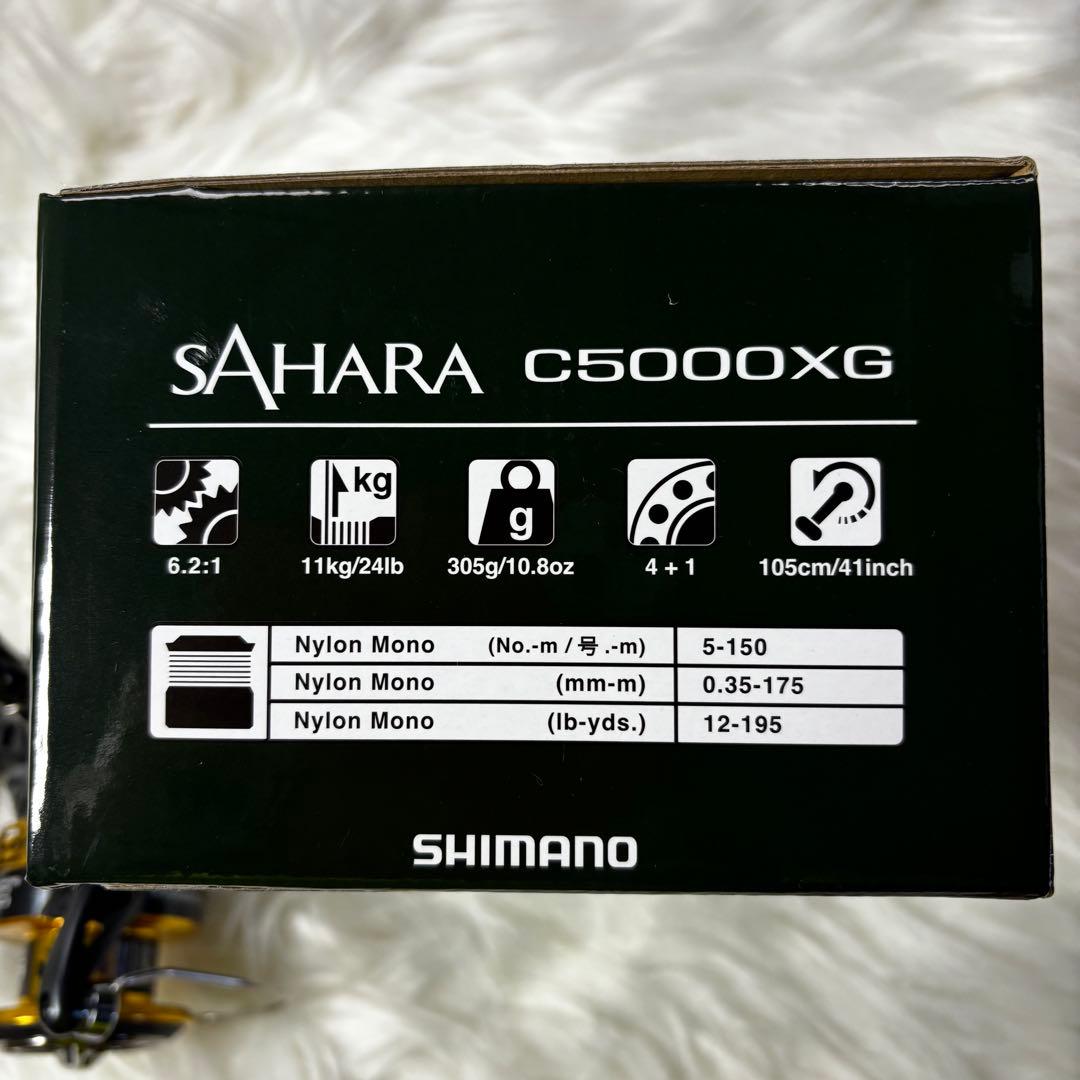 SAHARA C5000XG
kg
g
6.2:1 11kg/24lb 305g/10.8oz 4 + 1 105cm/41inch
Nylon Mono (No.-m / 号.-m) 5-150
Nylon Mono (mm-m) 0.35-175
Nylon Mono (lb-yds.) 12-195
SHIMANO